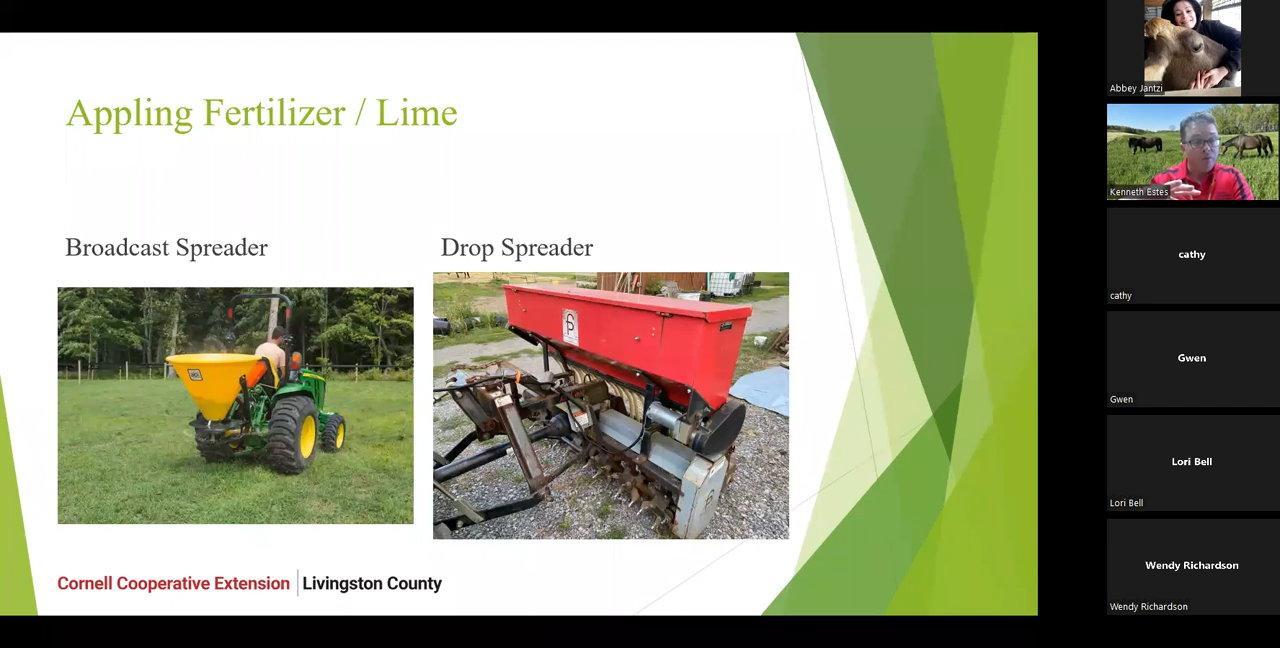 Appling Fertilizer / Lime
Broadcast Spreader
Drop Spreader
Cornell Cooperative Extension | Livingston County
Abbey Jantzi
Kenneth Estes
cathy
cathy
Gwen
Gwen
Lori Bell
Lori Bell
Wendy Richardson
Wendy Richardson